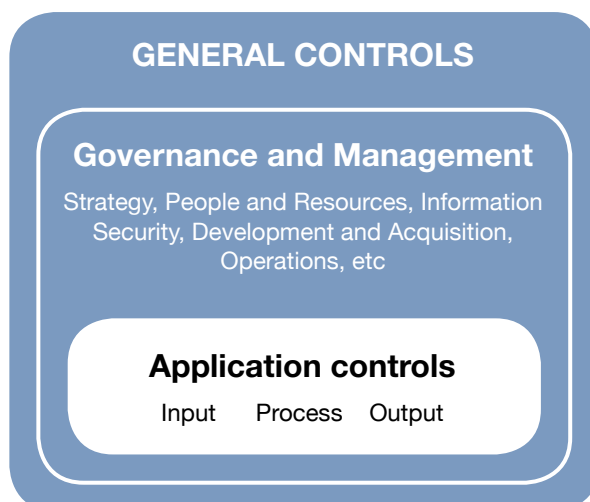 GENERAL CONTROLS
Governance and Management
Strategy, People and Resources, Information
Security, Development and Acquisition,
Operations, etc
Application controls
Input Process Output